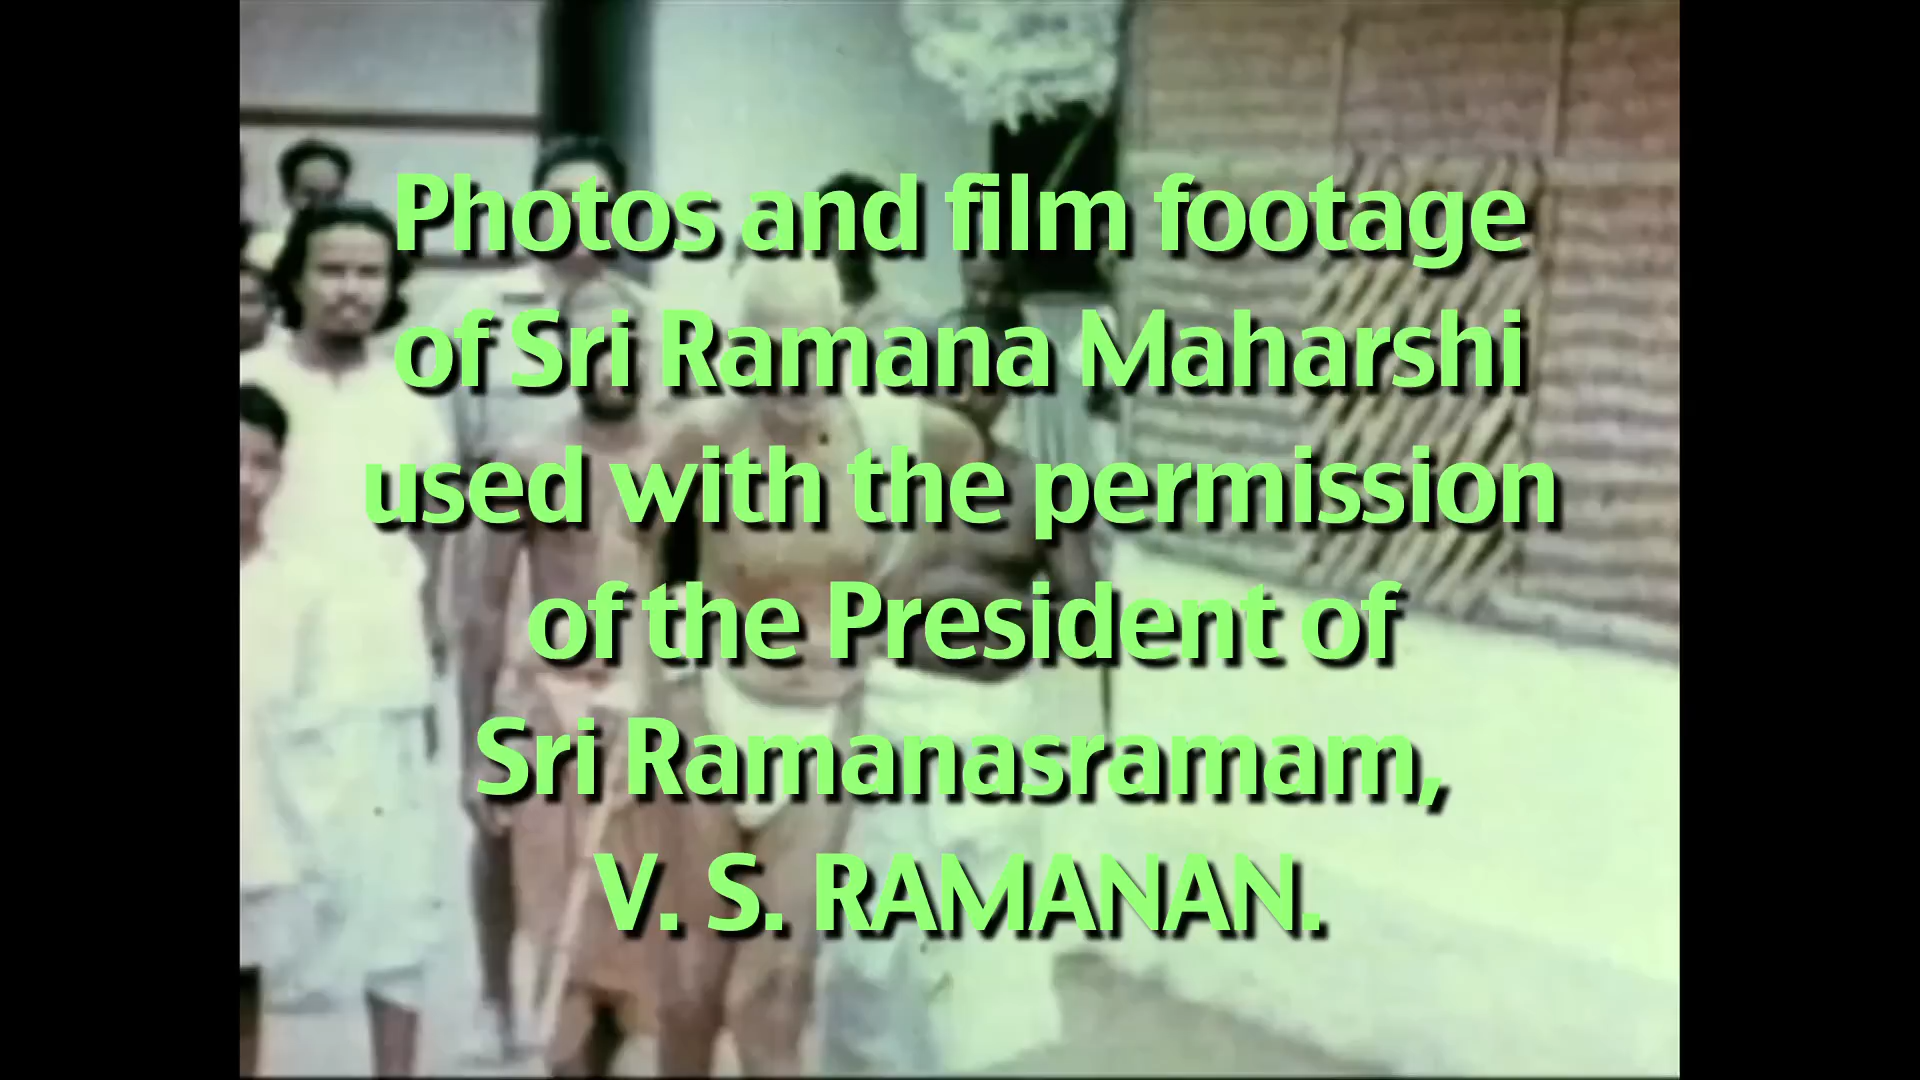 Photos and film footage
of Sri Ramana Maharshi
used with the permission
of the President of
Sri Ramanasramam,
V. S. RAMANAN.